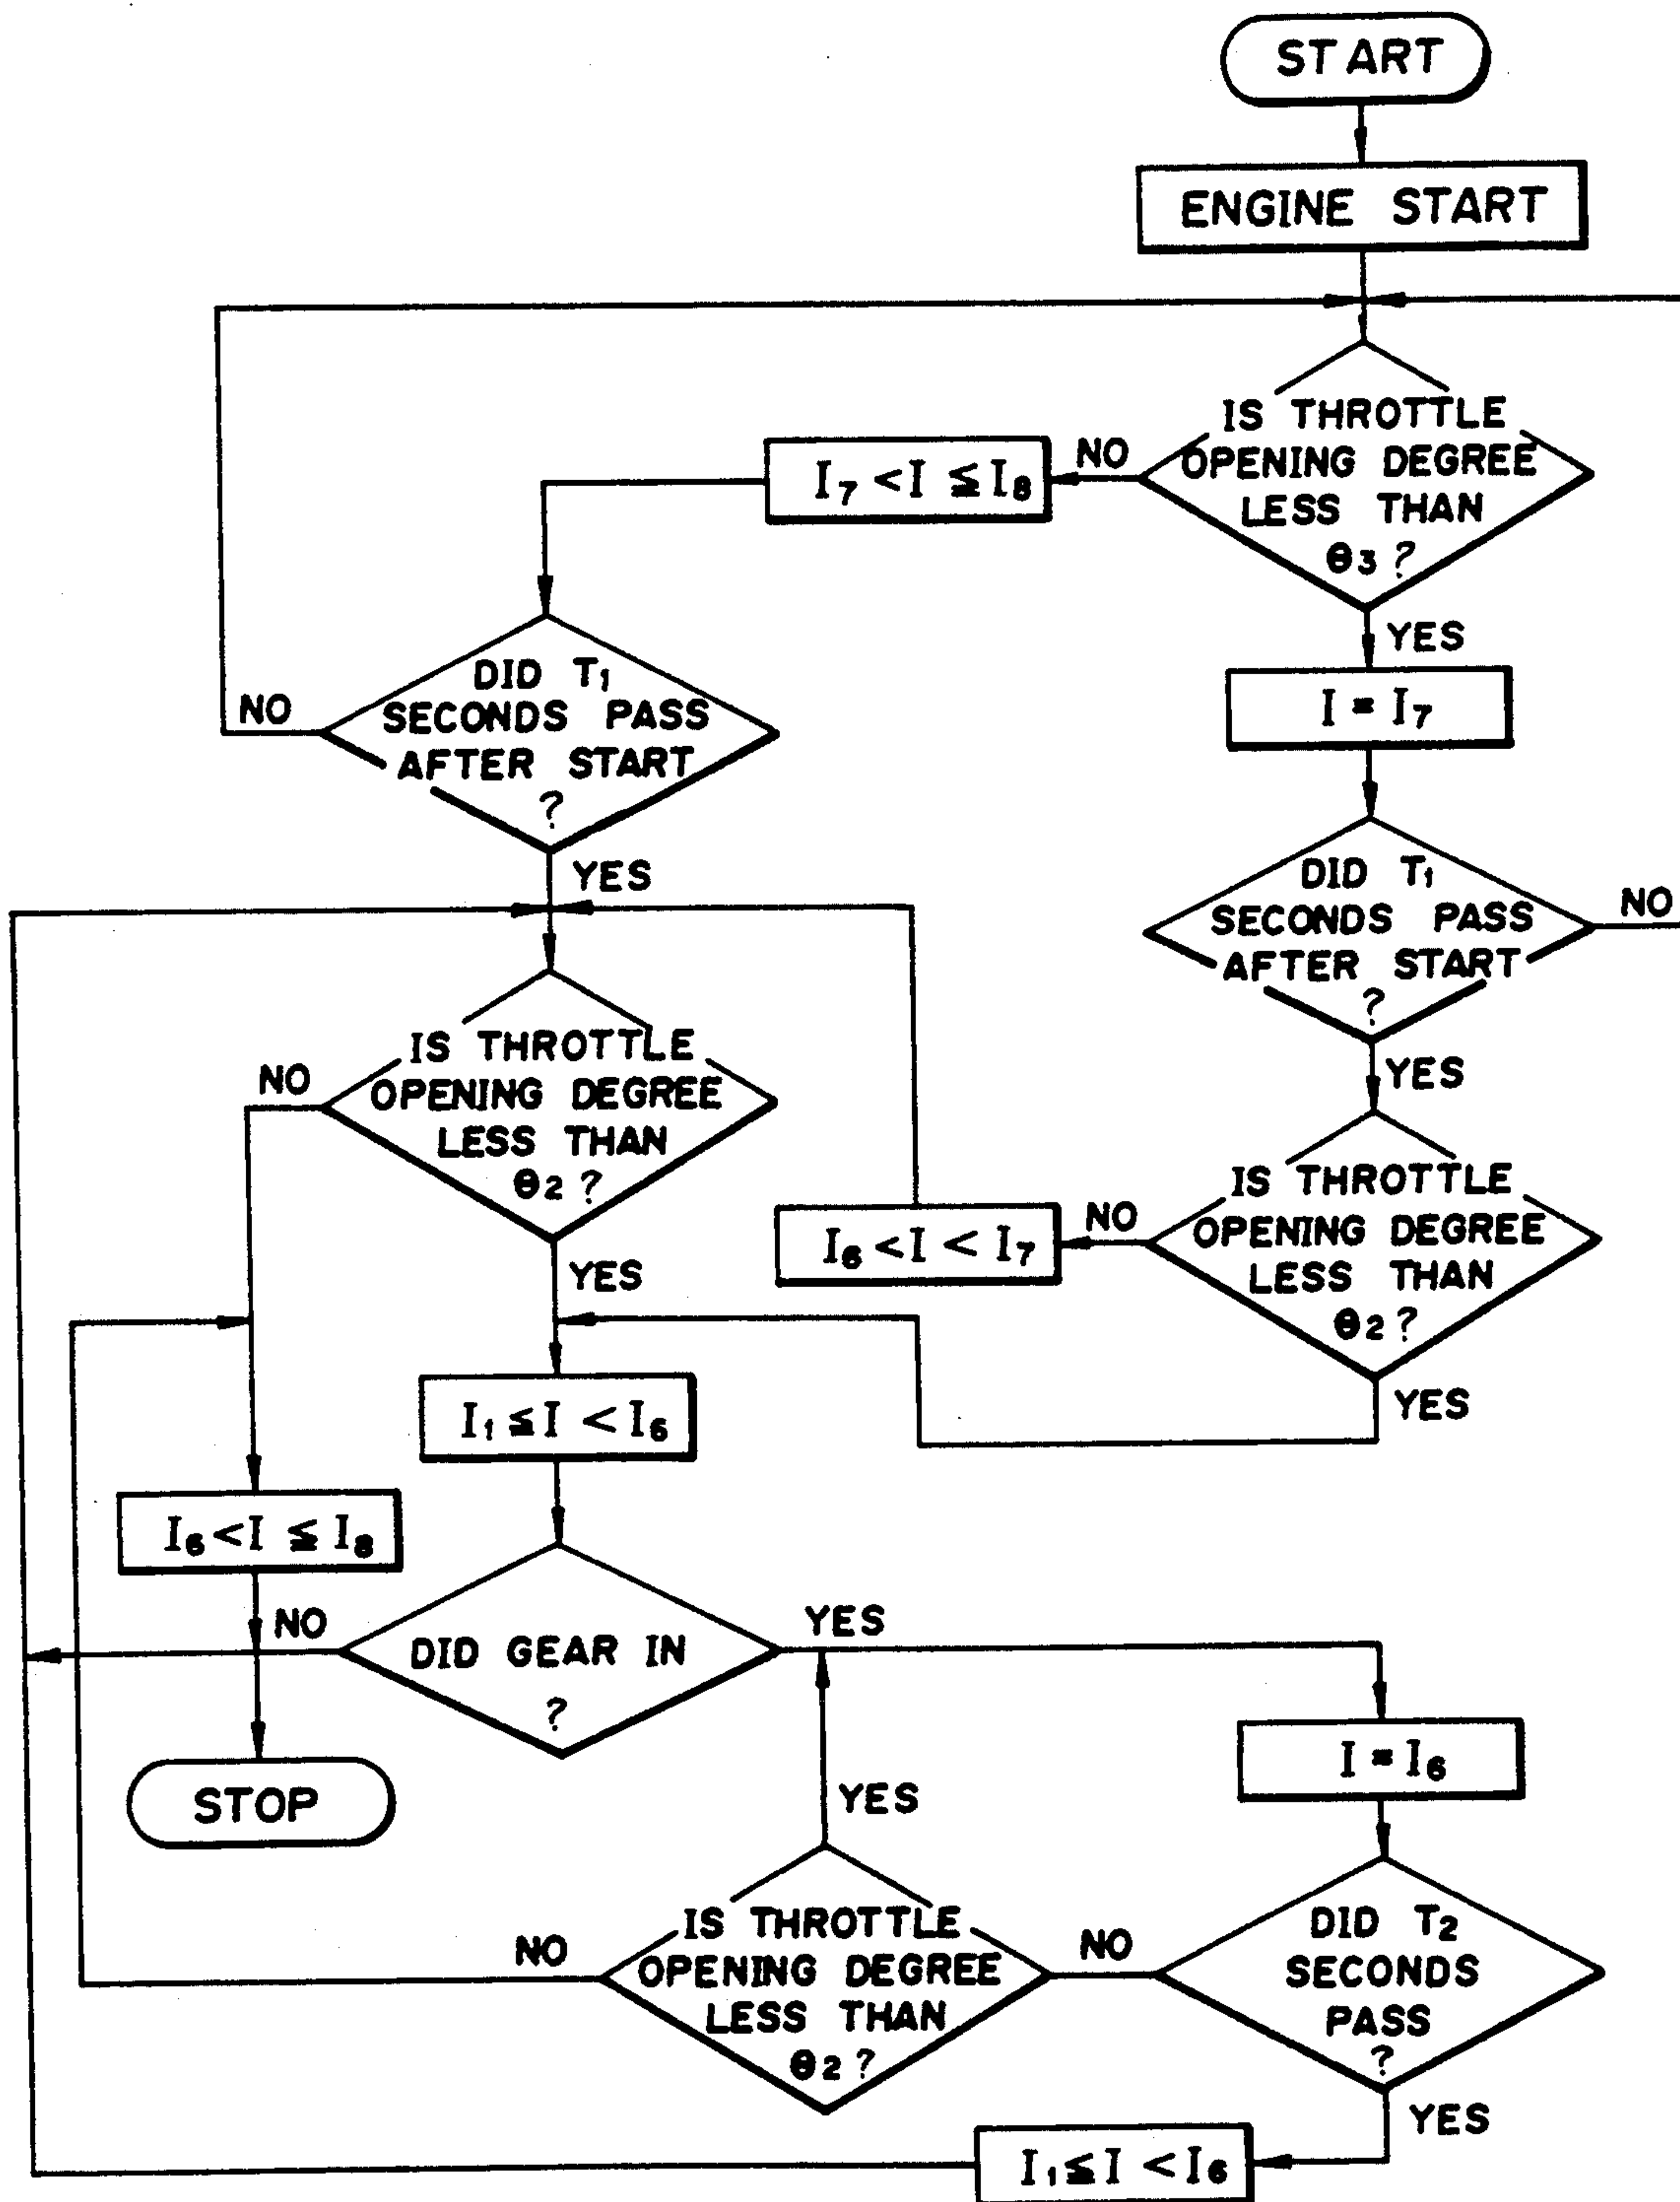 START
ENGINE START
IS THROTTLE
OPENING DEGREE
LESS THAN
θ3 ?
NO
I7 < I ≦ I8
YES
I = I7
DID T1
SECONDS PASS
AFTER START
?
NO
YES
DID T1
SECONDS PASS
AFTER START
?
NO
YES
IS THROTTLE
OPENING DEGREE
LESS THAN
θ2 ?
NO
YES
IS THROTTLE
OPENING DEGREE
LESS THAN
θ2 ?
NO
I6 < I < I7
YES
I1 ≦ I < I6
I6 < I ≦ I8
NO
DID GEAR IN
?
YES
STOP
I = I6
YES
IS THROTTLE
OPENING DEGREE
LESS THAN
θ2 ?
NO
NO
DID T2
SECONDS
PASS
?
YES
I1 ≦ I < I6